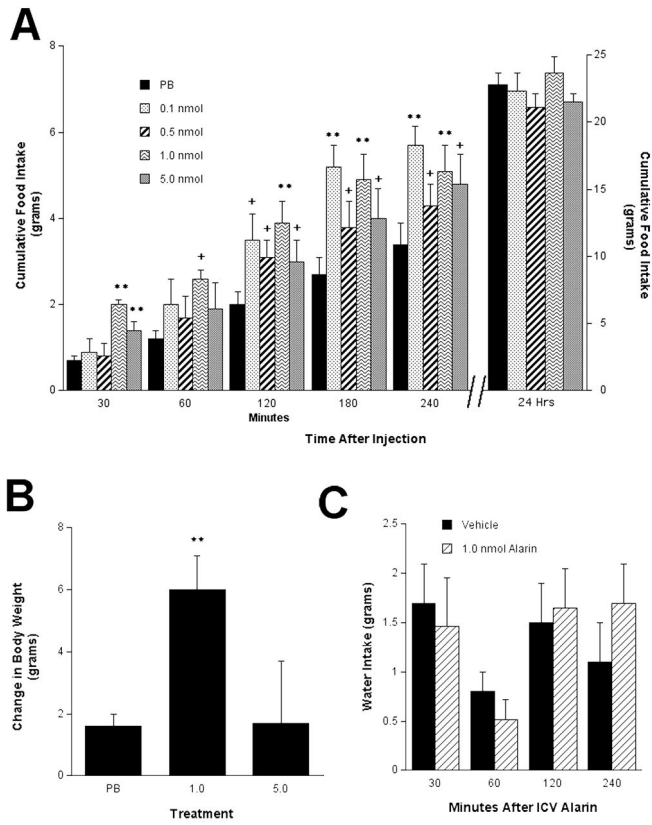 A
8
6
4
2
0
Cumulative Food Intake
(grams)
PB
0.1 nmol
0.5 nmol
1.0 nmol
5.0 nmol
** ** + + ** + + ** + ** + ** + ** +
25
20
15
10
5
0
Cumulative Food Intake
(grams)
30 60 120 180 240 // 24 Hrs
Minutes
Time After Injection
B
8
6
4
2
0
Change in Body Weight
(grams)
**
PB 1.0 5.0
Treatment
C
2.5
2
1.5
1
0.5
0
Water Intake (grams)
Vehicle
1.0 nmol Alarin
30 60 120 240
Minutes After ICV Alarin